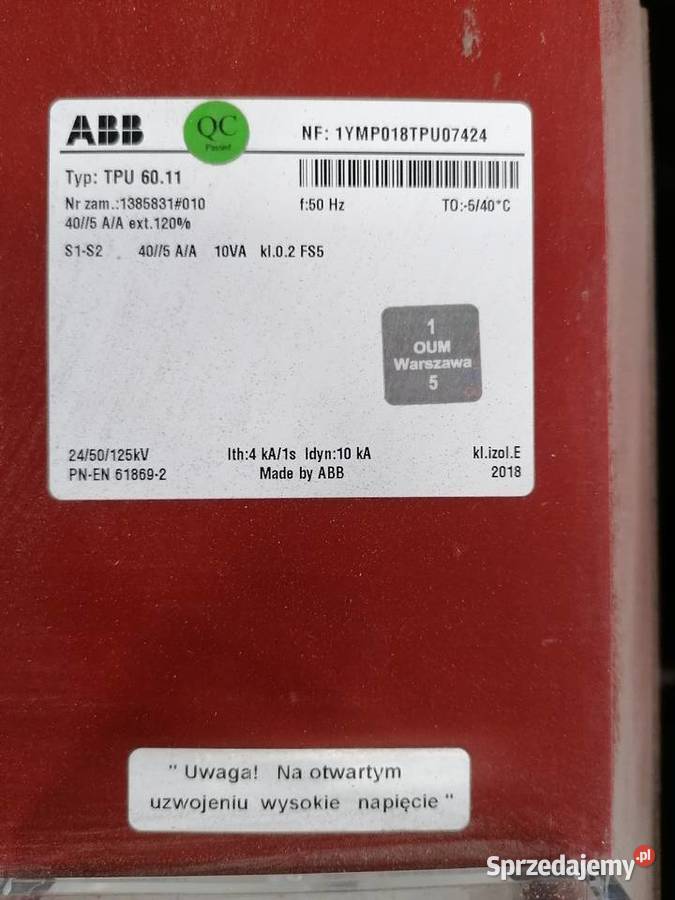 ABB
QC
Passed
NF: 1YMP018TPU07424
Typ: TPU 60.11
Nr zam.:1385831#010
f:50 Hz
TO:-5/40°C
40//5 A/A ext.120%
S1-S2 40//5 A/A 10VA kl.0.2 FS5
1
OUM
Warszawa
5
24/50/125kV
Ith:4 kA/1s Idyn:10 kA
kl.izol.E
PN-EN 61869-2
Made by ABB
2018
" Uwaga! Na otwartym
uzwojeniu wysokie napięcie "
Sprzedajemy.pl